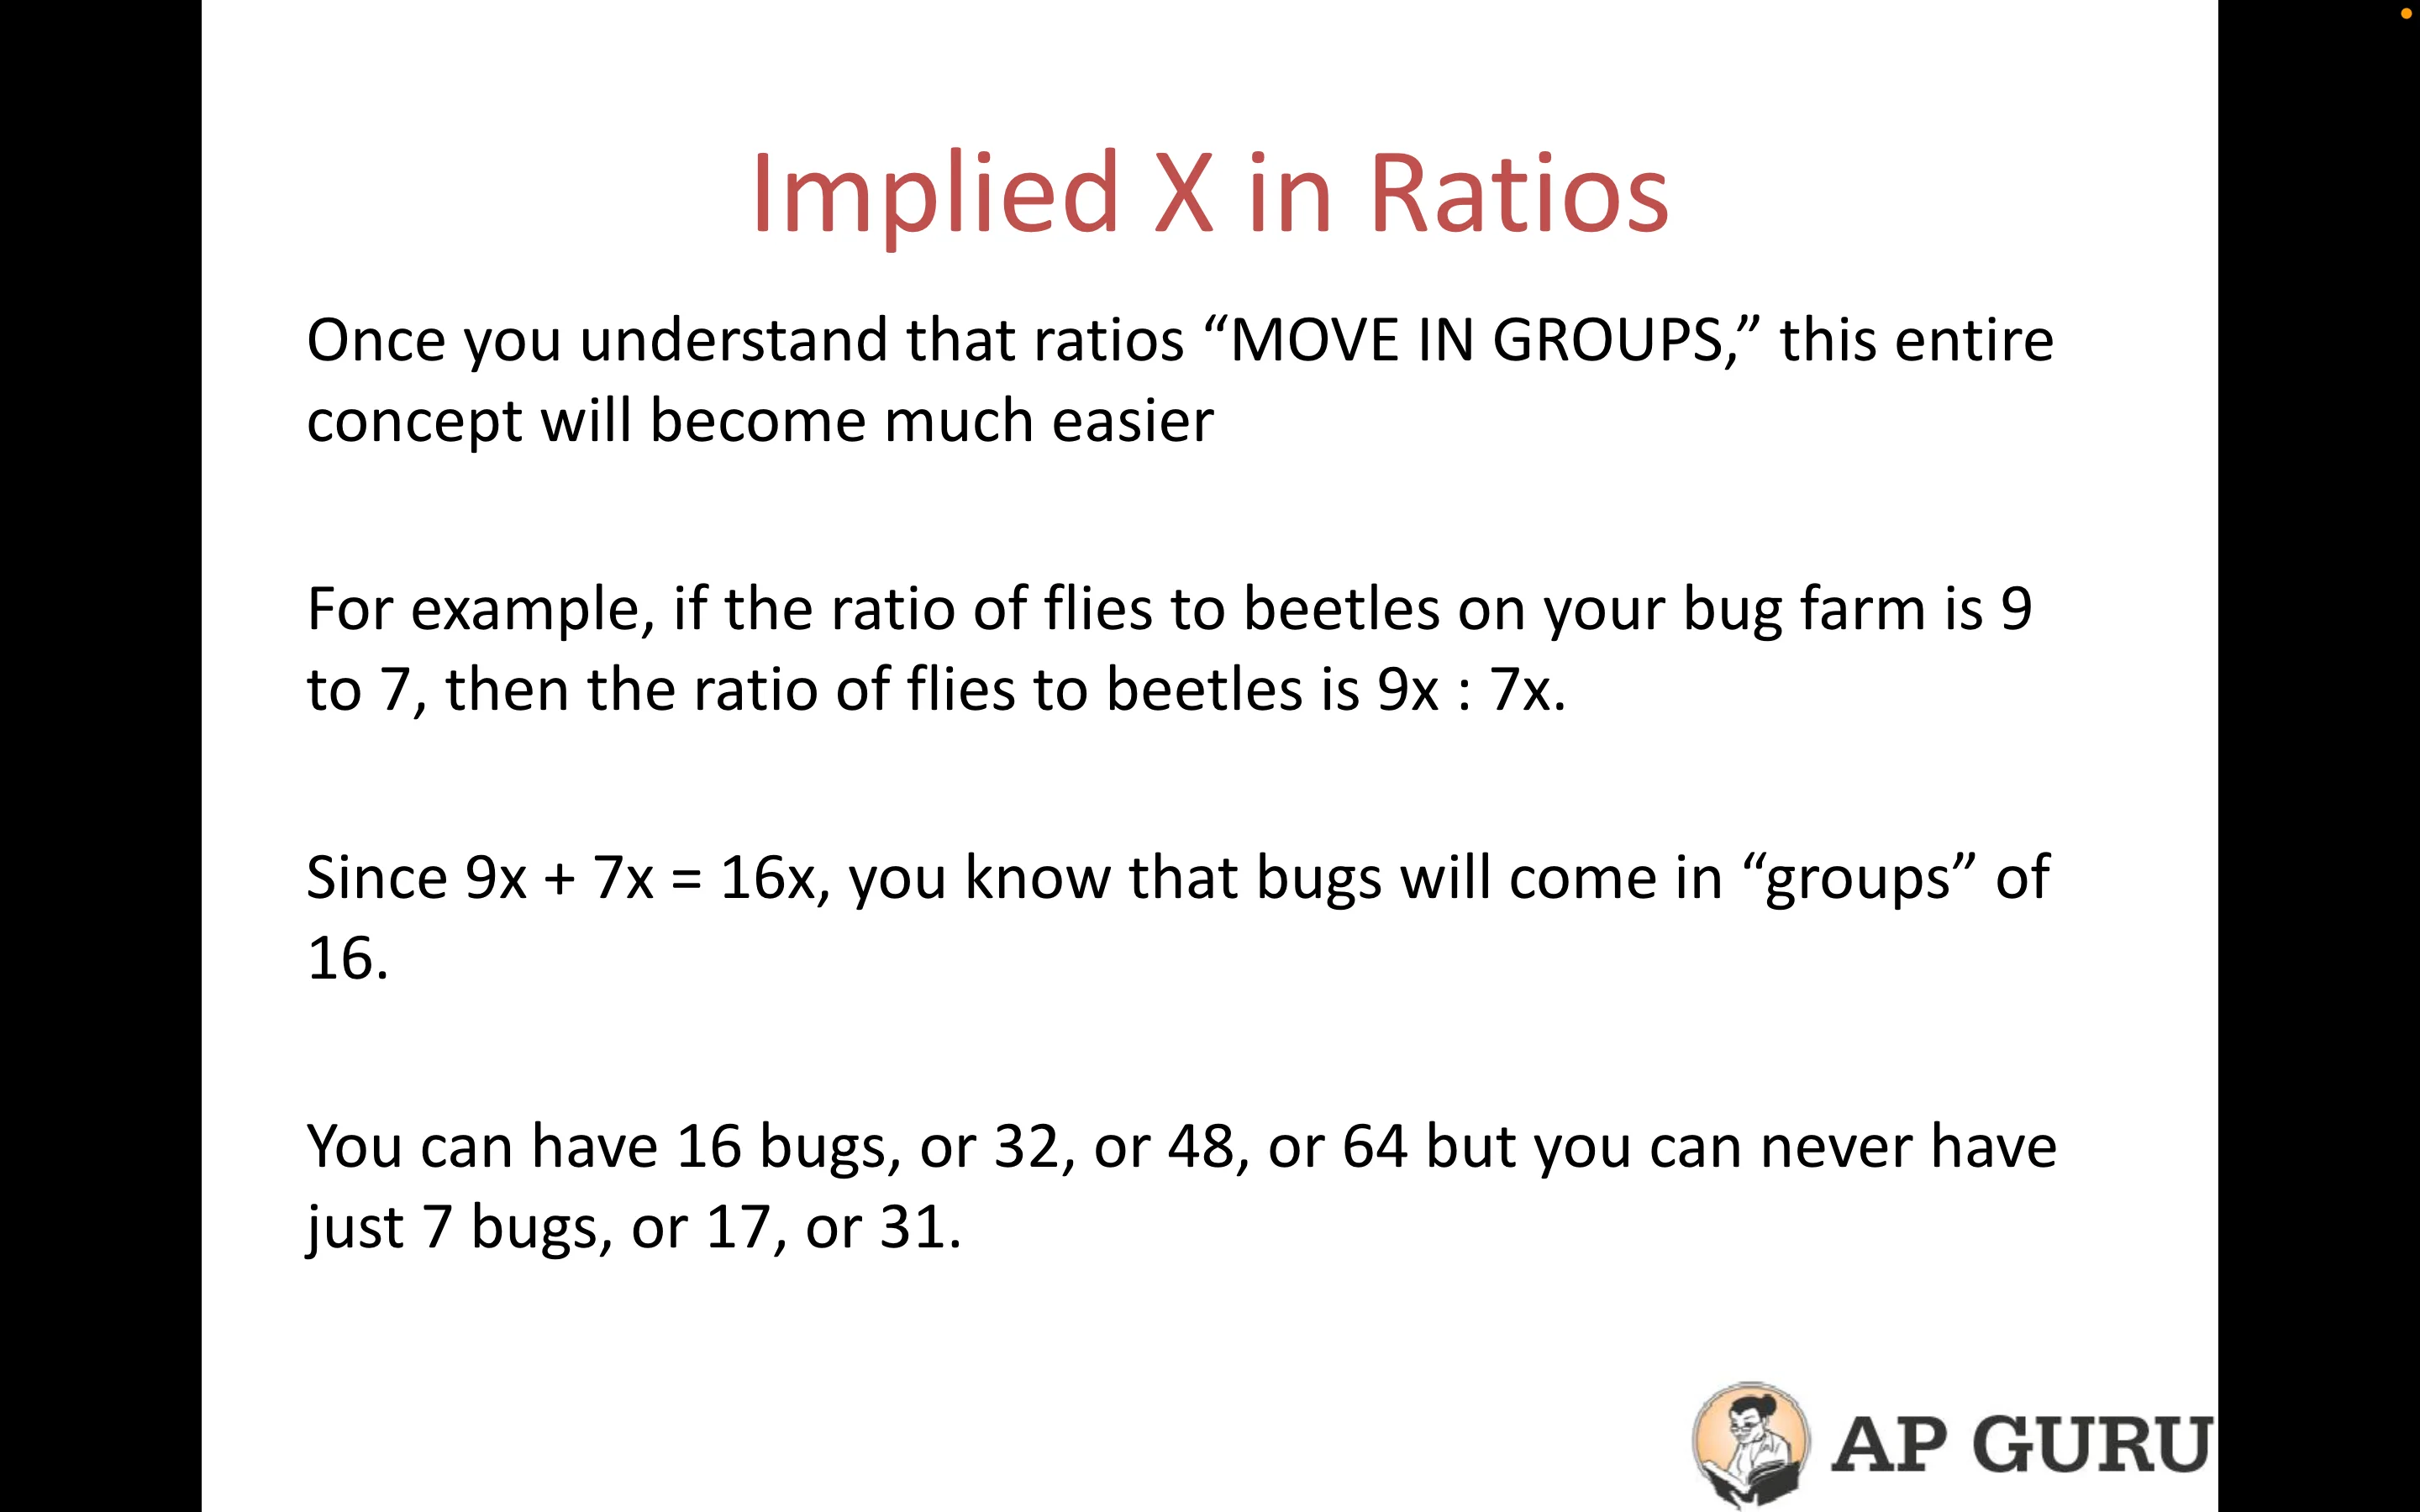 Implied X in Ratios
Once you understand that ratios “MOVE IN GROUPS,” this entire
concept will become much easier
For example, if the ratio of flies to beetles on your bug farm is 9
to 7, then the ratio of flies to beetles is 9x : 7x.
Since 9x + 7x = 16x, you know that bugs will come in “groups” of
16.
You can have 16 bugs, or 32, or 48, or 64 but you can never have
just 7 bugs, or 17, or 31.
AP GURU